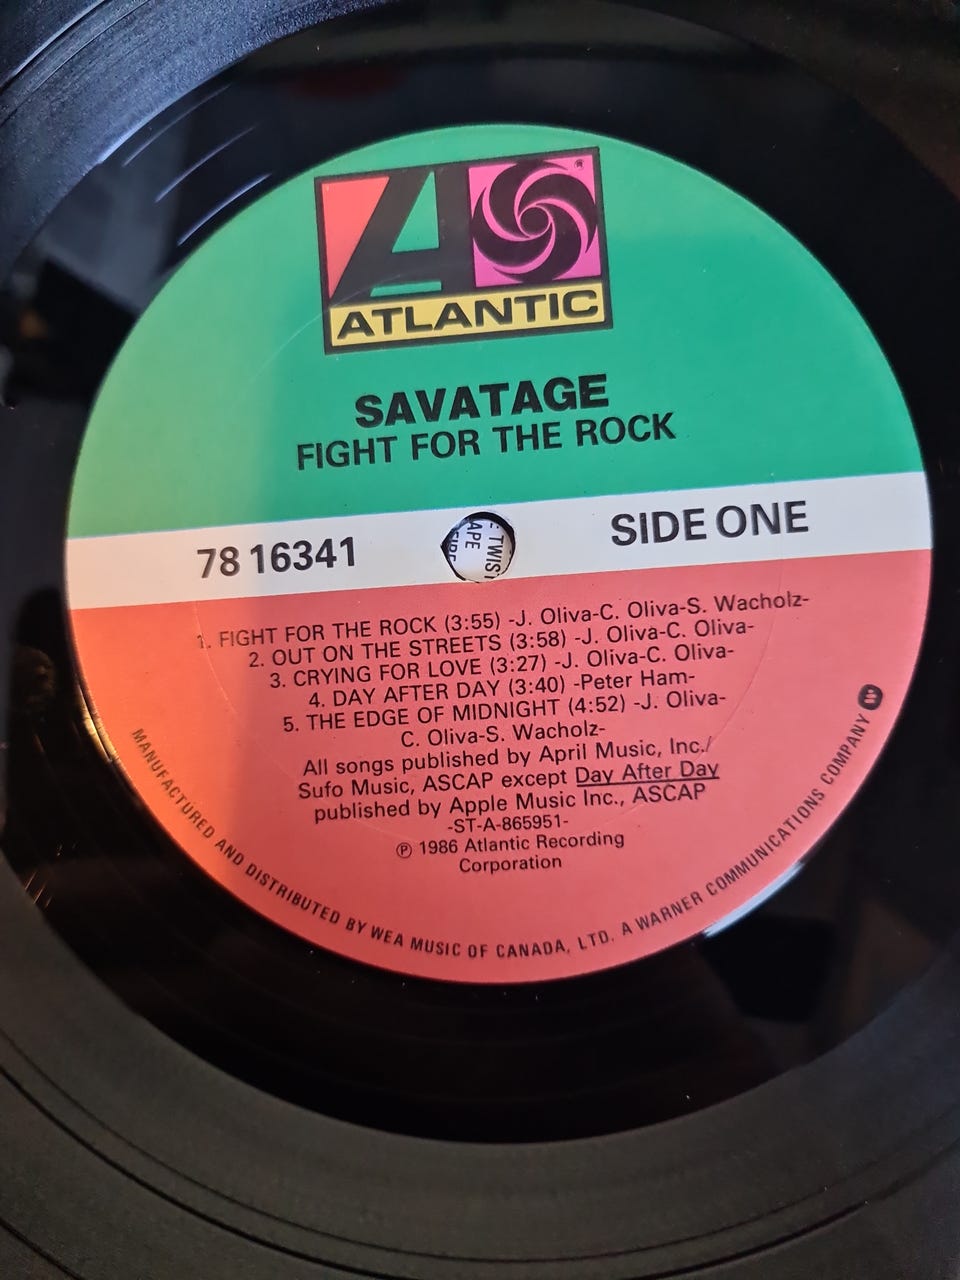 ATLANTIC
SAVATAGE
FIGHT FOR THE ROCK
78 16341
SIDE ONE
TWIST
APE
1. FIGHT FOR THE ROCK (3:55) -J. Oliva-C. Oliva-S. Wacholz-
2. OUT ON THE STREETS (3:58) -J. Oliva-C. Oliva-
3. CRYING FOR LOVE (3:27) -J. Oliva-C. Oliva-
4. DAY AFTER DAY (3:40) -Peter Ham-
5. THE EDGE OF MIDNIGHT (4:52) -J. Oliva-
C. Oliva-S. Wacholz-
All songs published by April Music, Inc./
Sufo Music, ASCAP except Day After Day
published by Apple Music Inc., ASCAP
-ST-A-865951-
℗ 1986 Atlantic Recording
Corporation
MANUFACTURED AND DISTRIBUTED BY WEA MUSIC OF CANADA, LTD. A WARNER COMMUNICATIONS COMPANY